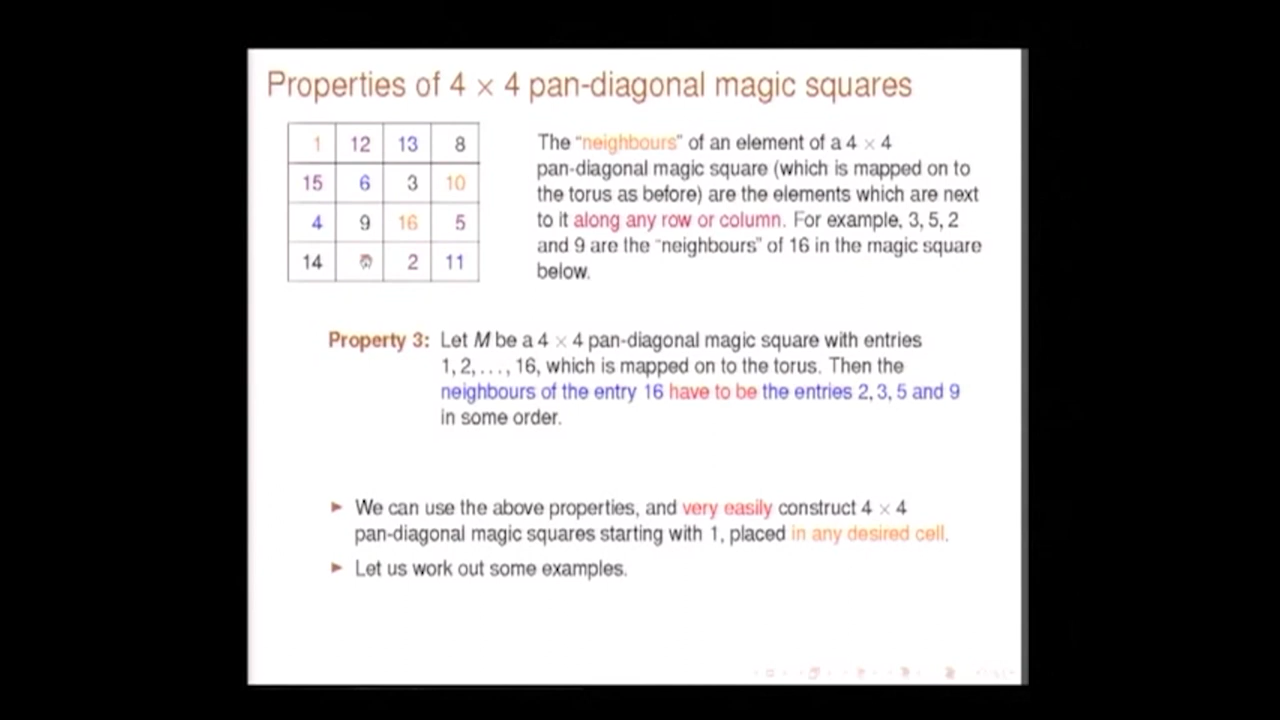 Properties of 4 × 4 pan-diagonal magic squares
1 12 13 8
15 6 3 10
4 9 16 5
14 2 11
The “neighbours” of an element of a 4 × 4
pan-diagonal magic square (which is mapped on to
the torus as before) are the elements which are next
to it along any row or column. For example, 3, 5, 2
and 9 are the “neighbours” of 16 in the magic square
below.
Property 3: Let M be a 4 × 4 pan-diagonal magic square with entries
1, 2, . . . , 16, which is mapped on to the torus. Then the
neighbours of the entry 16 have to be the entries 2, 3, 5 and 9
in some order.
► We can use the above properties, and very easily construct 4 × 4
pan-diagonal magic squares starting with 1, placed in any desired cell.
► Let us work out some examples.